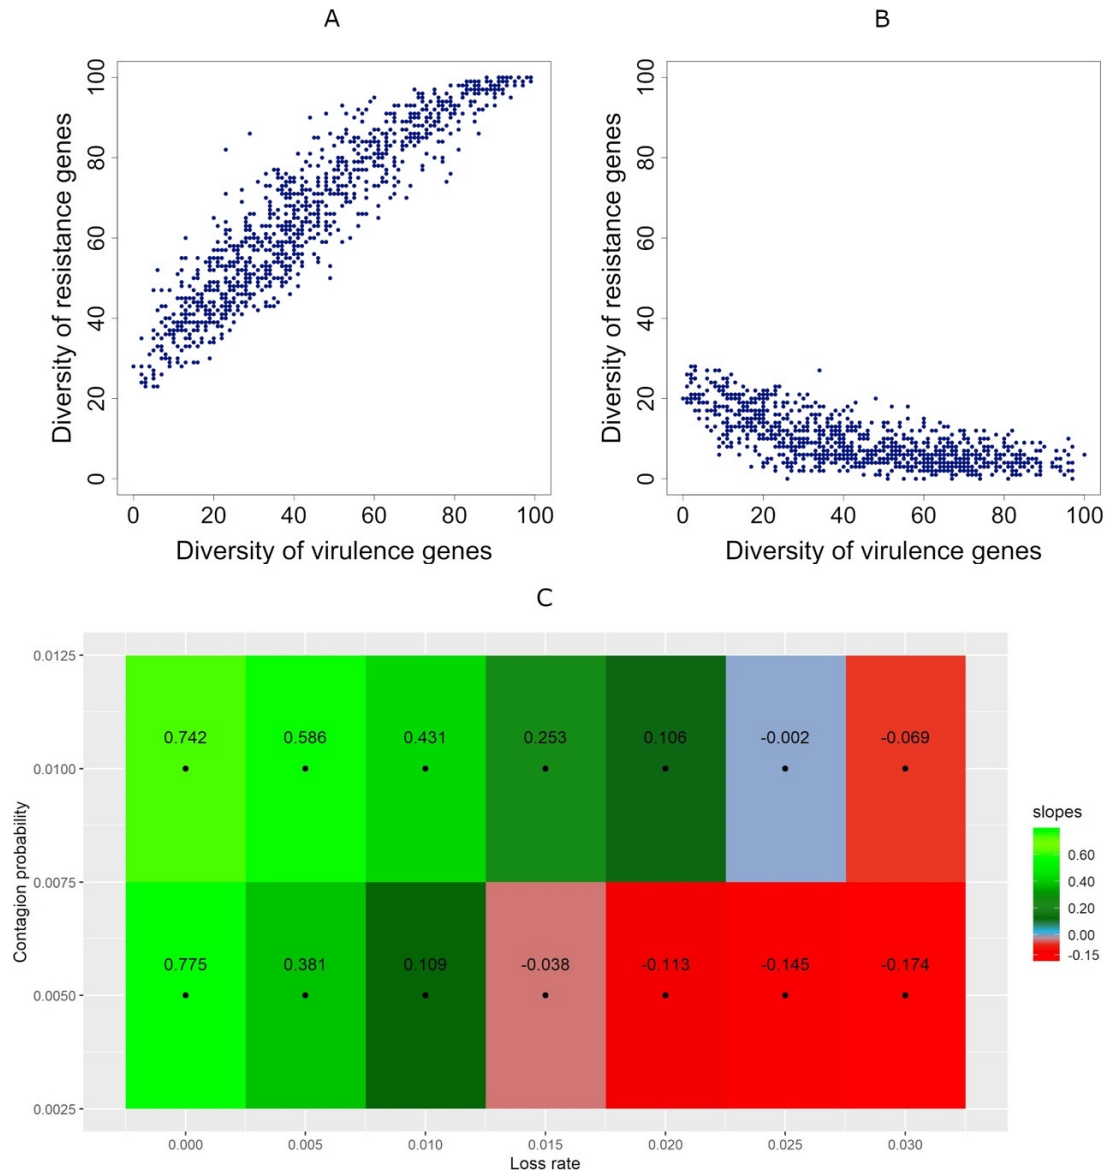 A
B
100
80
60
40
20
0
Diversity of resistance genes
0 20 40 60 80 100
Diversity of virulence genes
100
80
60
40
20
0
Diversity of resistance genes
0 20 40 60 80 100
Diversity of virulence genes
C
0.0125
0.0100
0.0075
0.0050
0.0025
Contagion probability
0.742 0.586 0.431 0.253 0.106 -0.002 -0.069
0.775 0.381 0.109 -0.038 -0.113 -0.145 -0.174
0.000 0.005 0.010 0.015 0.020 0.025 0.030
Loss rate
slopes
0.60
0.40
0.20
0.00
-0.15